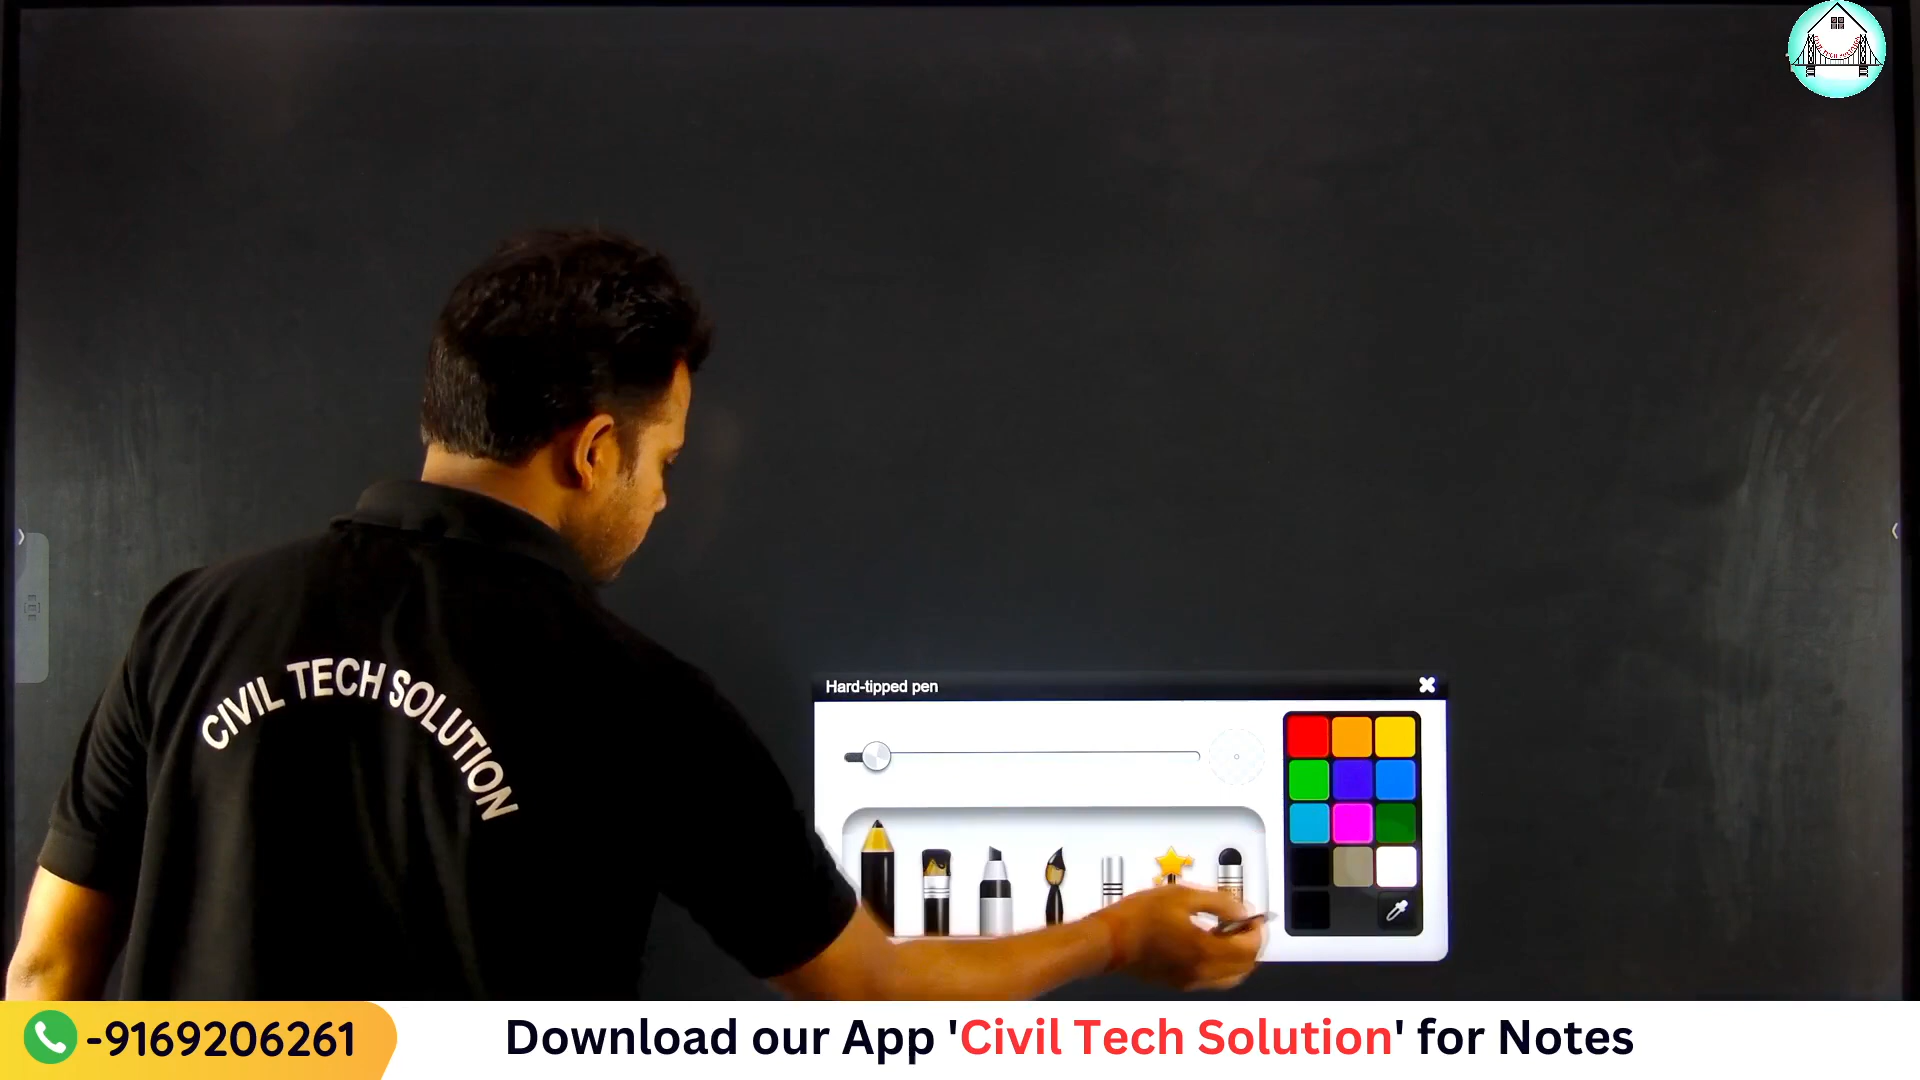 CIVIL TECH SOLUTION
Hard-tipped pen
-9169206261
Download our App 'Civil Tech Solution' for Notes